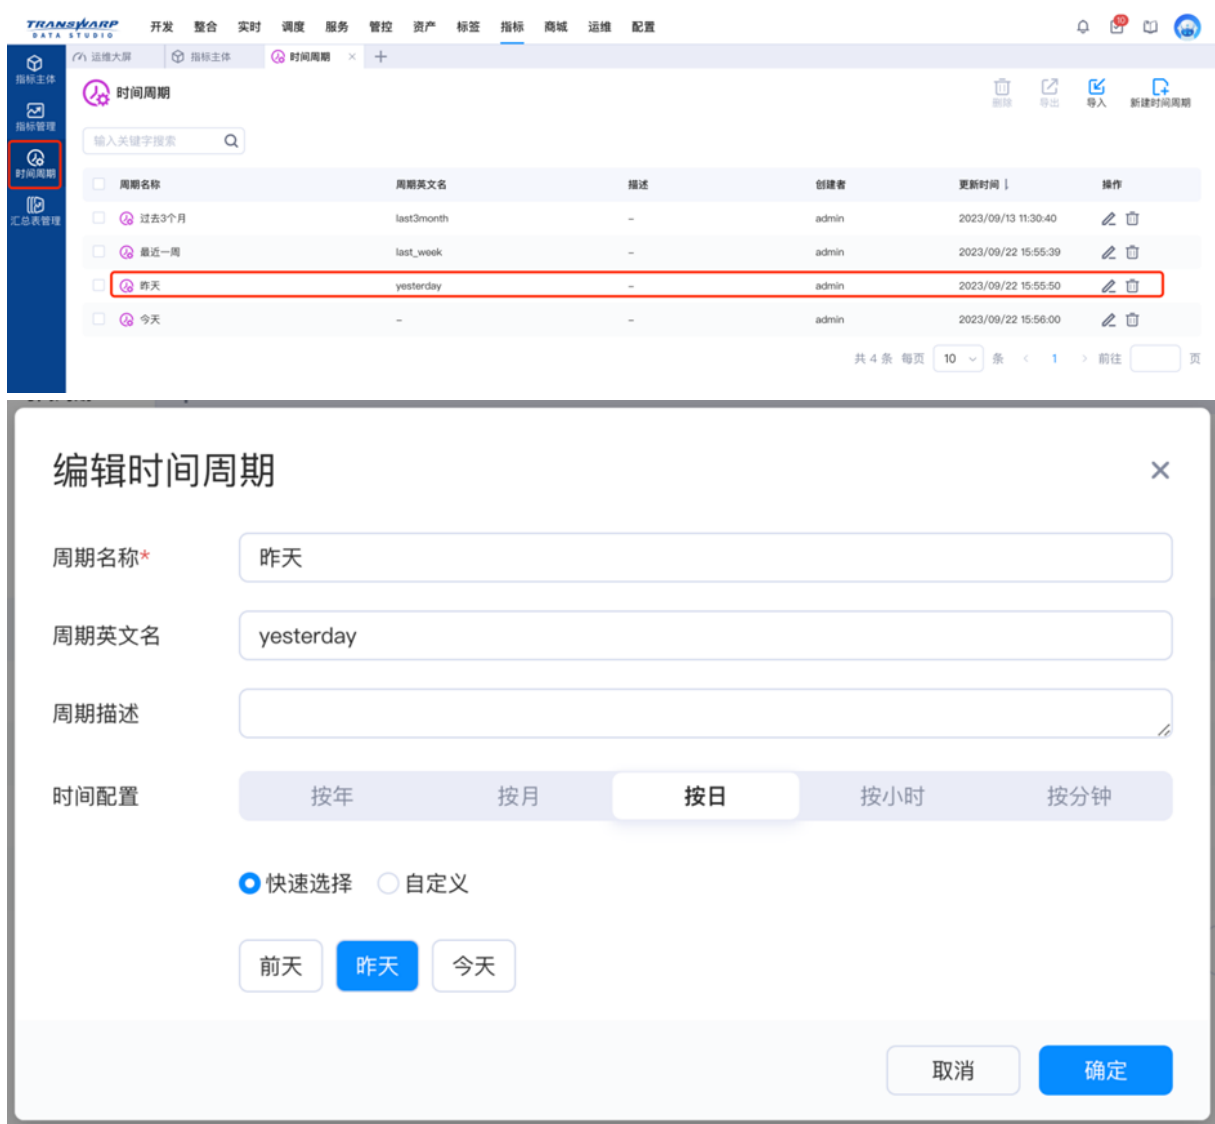 TRANSWARP
DATA STUDIO
开发 整合 实时 调度 服务 管控 资产 标签 指标 商城 运维 配置
10
运维大屏 指标主体 时间周期 × +
指标主体
指标管理
时间周期
汇总表管理
时间周期
删除 导出 导入 新建时间周期
输入关键字搜索
周期名称 周期英文名 描述 创建者 更新时间 操作
过去3个月 last3month – admin 2023/09/13 11:30:40
最近一周 last_week – admin 2023/09/22 15:55:39
昨天 yesterday – admin 2023/09/22 15:55:50
今天 – – admin 2023/09/22 15:56:00
共 4 条 每页 10 条 < 1 > 前往 页
编辑时间周期
周期名称* 昨天
周期英文名 yesterday
周期描述
时间配置 按年 按月 按日 按小时 按分钟
快速选择 自定义
前天 昨天 今天
取消 确定